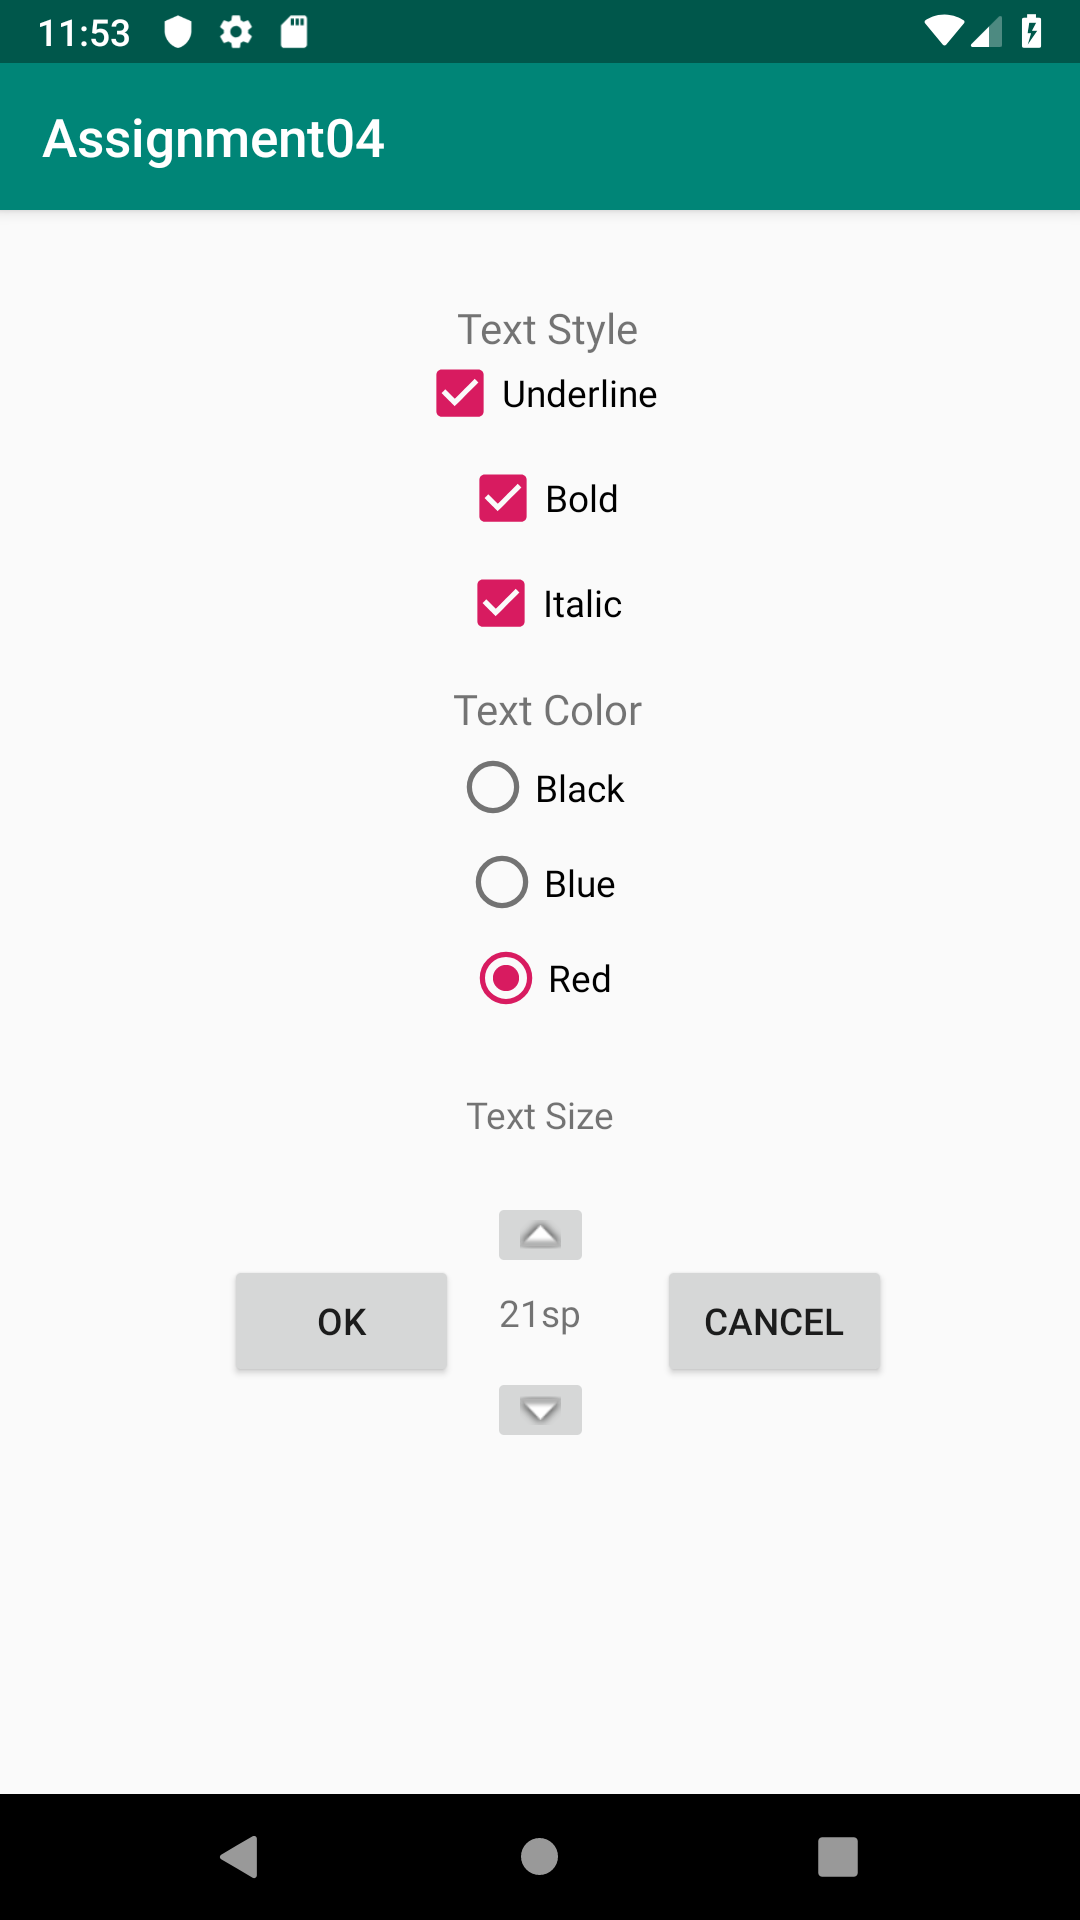 11:53
Assignment04
Text Style
Underline
Bold
Italic
Text Color
Black
Blue
Red
Text Size
OK
21sp
CANCEL